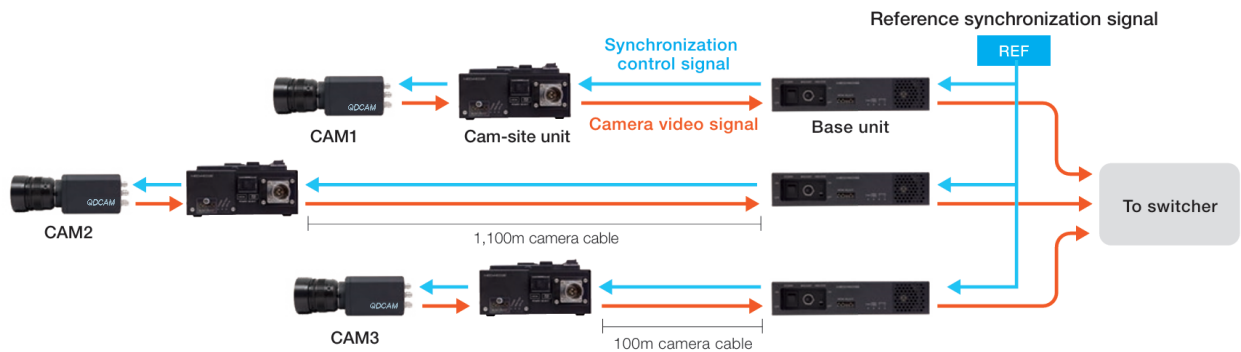 Reference synchronization signal
REF
Synchronization
control signal
QDCAM
CAM1
Cam-site unit
Camera video signal
Base unit
QDCAM
CAM2
1,100m camera cable
To switcher
QDCAM
CAM3
100m camera cable